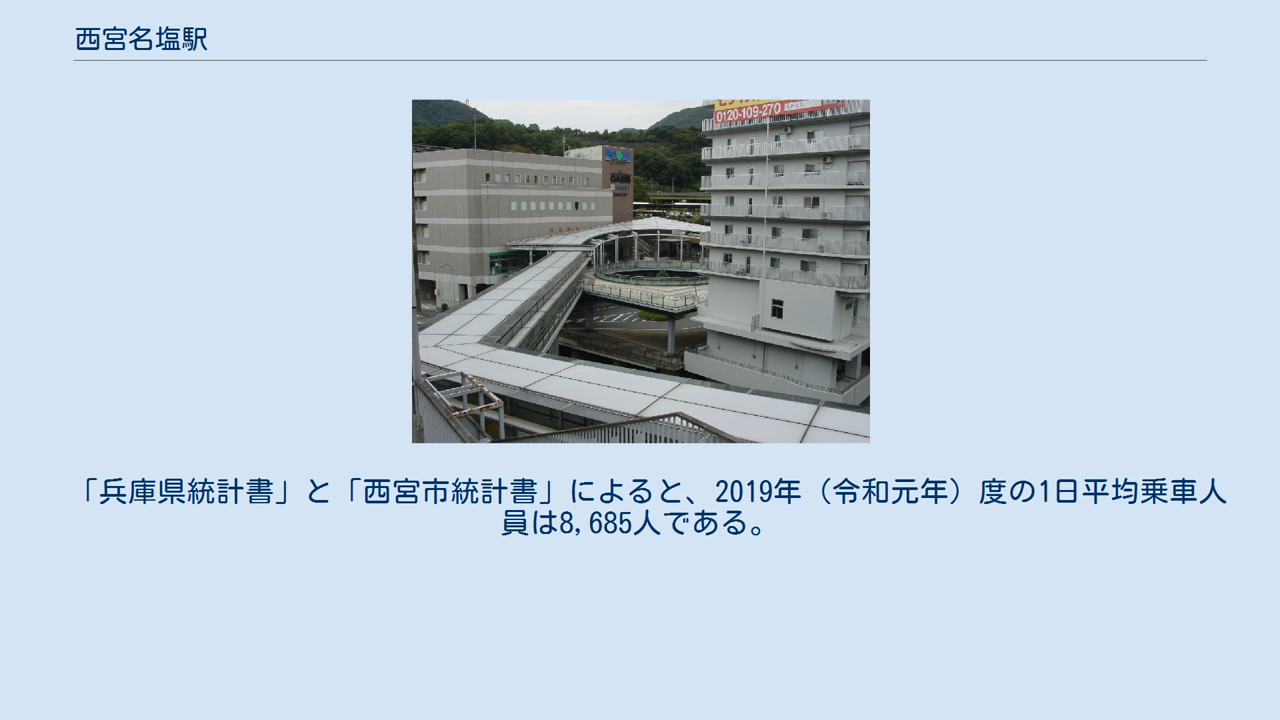 西宮名塩駅
0120-109-270
OASIS
「兵庫県統計書」と「西宮市統計書」によると、2019年（令和元年）度の1日平均乗車人
員は8,685人である。